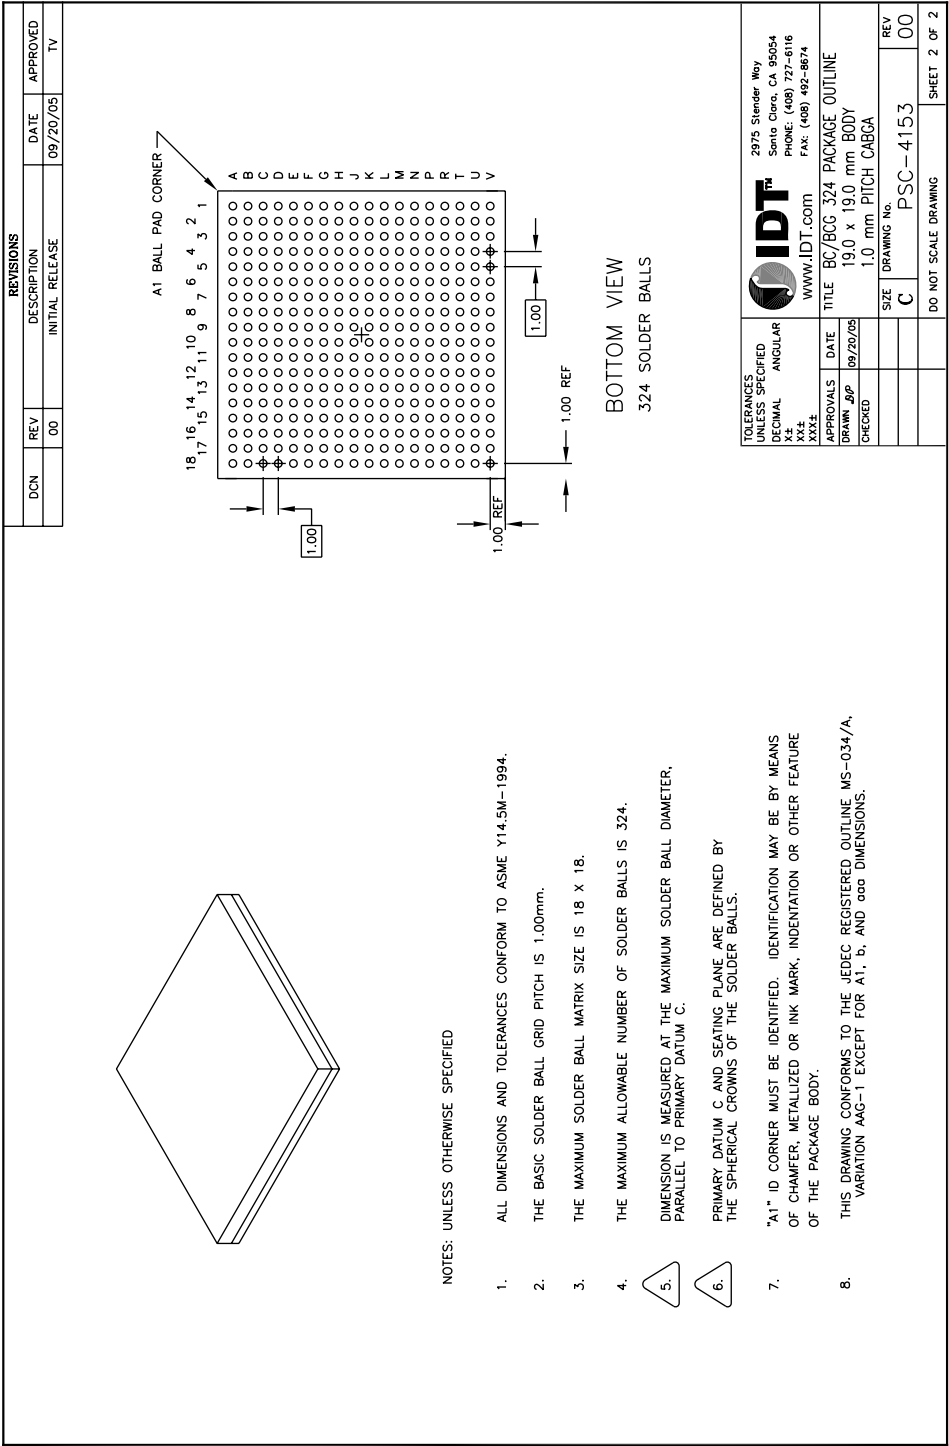 REVISIONS
DCN REV DESCRIPTION DATE APPROVED
00 INITIAL RELEASE 09/20/05 TV
A1 BALL PAD CORNER
18 16 14 12 10 8 6 4 2
17 15 13 11 9 7 5 3 1
A
B
C
D
E
F
G
H
J
K
L
M
N
P
R
T
U
V
1.00
1.00 REF
1.00 REF
1.00
BOTTOM VIEW
324 SOLDER BALLS
NOTES: UNLESS OTHERWISE SPECIFIED
1. ALL DIMENSIONS AND TOLERANCES CONFORM TO ASME Y14.5M-1994.
2. THE BASIC SOLDER BALL GRID PITCH IS 1.00mm.
3. THE MAXIMUM SOLDER BALL MATRIX SIZE IS 18 X 18.
4. THE MAXIMUM ALLOWABLE NUMBER OF SOLDER BALLS IS 324.
5. DIMENSION IS MEASURED AT THE MAXIMUM SOLDER BALL DIAMETER,
PARALLEL TO PRIMARY DATUM C.
6. PRIMARY DATUM C AND SEATING PLANE ARE DEFINED BY
THE SPHERICAL CROWNS OF THE SOLDER BALLS.
7. "A1" ID CORNER MUST BE IDENTIFIED. IDENTIFICATION MAY BE BY MEANS
OF CHAMFER, METALLIZED OR INK MARK, INDENTATION OR OTHER FEATURE
OF THE PACKAGE BODY.
8. THIS DRAWING CONFORMS TO THE JEDEC REGISTERED OUTLINE MS-034/A,
VARIATION AAG-1 EXCEPT FOR A1, b, AND aaa DIMENSIONS.
TOLERANCES
UNLESS SPECIFIED
DECIMAL ANGULAR
X±
XX±
XXX±
APPROVALS DATE
DRAWN BP 09/20/05
CHECKED
IDT™
www.IDT.com
2975 Stender Way
Santa Clara, CA 95054
PHONE: (408) 727-6116
FAX: (408) 492-8674
TITLE BC/BCG 324 PACKAGE OUTLINE
19.0 x 19.0 mm BODY
1.0 mm PITCH CABGA
SIZE DRAWING No. REV
C PSC-4153 00
DO NOT SCALE DRAWING SHEET 2 OF 2